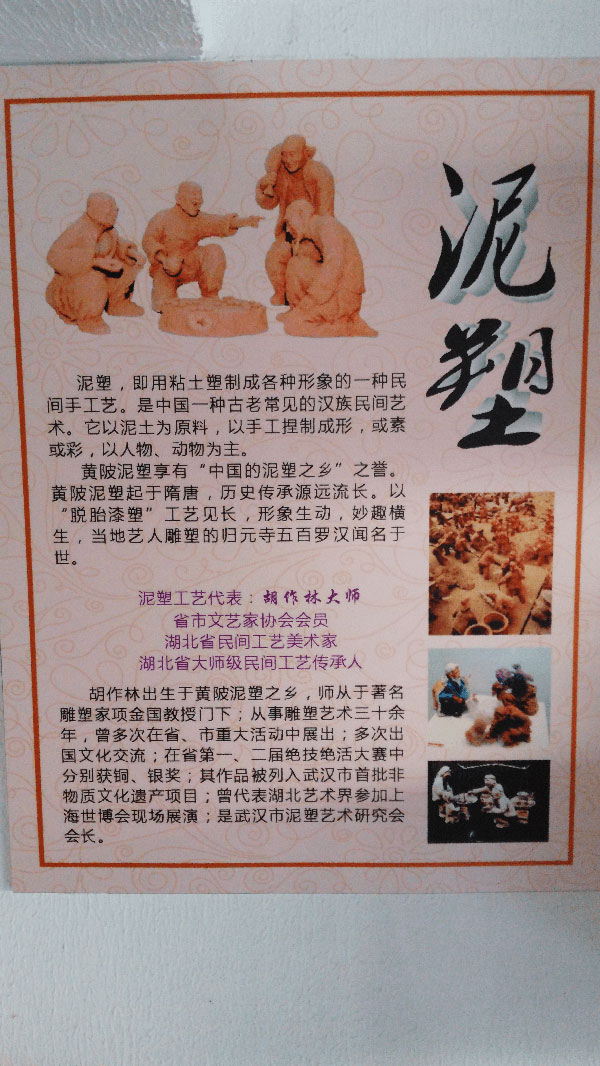 泥塑
泥塑，即用粘土塑制成各种形象的一种民
间手工艺。是中国一种古老常见的汉族民间艺
术。它以泥土为原料，以手工捏制成形，或素
或彩，以人物、动物为主。
黄陂泥塑享有“中国的泥塑之乡”之誉。
黄陂泥塑起于隋唐，历史传承源远流长。以
“脱胎漆塑”工艺见长，形象生动，妙趣横
生，当地艺人雕塑的归元寺五百罗汉闻名于
世。
泥塑工艺代表：胡作林大师
省市文艺家协会会员
湖北省民间工艺美术家
湖北省大师级民间工艺传承人
胡作林出生于黄陂泥塑之乡，师从于著名
雕塑家项金国教授门下；从事雕塑艺术三十余
年，曾多次在省、市重大活动中展出；多次出
国文化交流；在省第一、二届绝技绝活大赛中
分别获铜、银奖；其作品被列入武汉市首批非
物质文化遗产项目；曾代表湖北艺术界参加上
海世博会现场展演；是武汉市泥塑艺术研究会
会长。